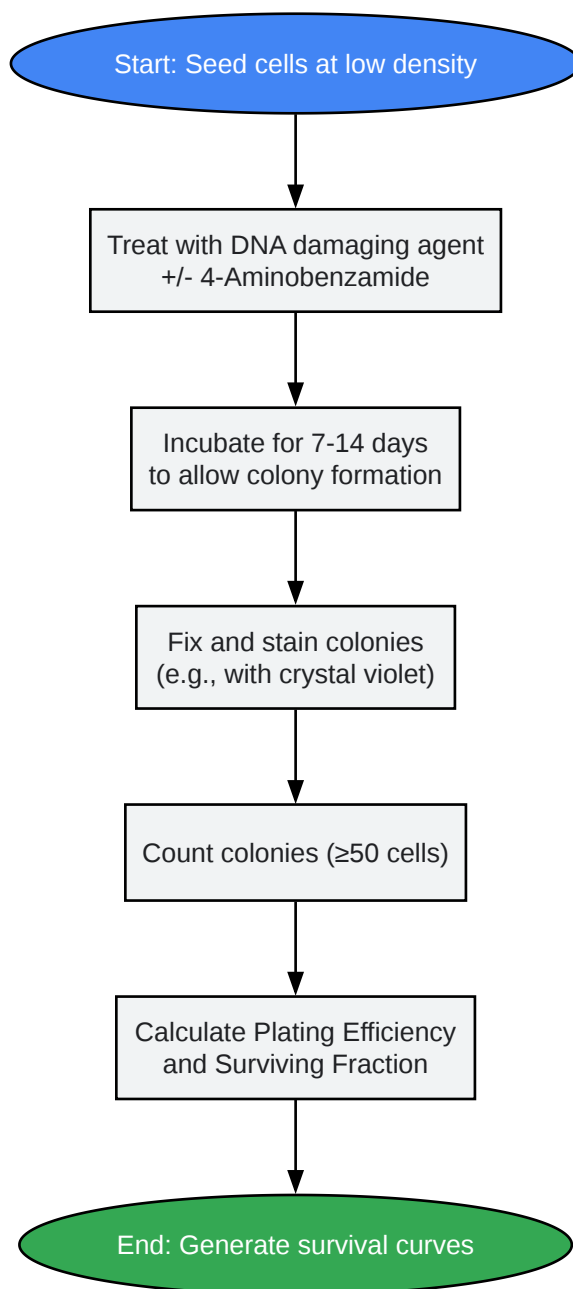 Start: Seed cells at low density
Treat with DNA damaging agent
+/- 4-Aminobenzamide
Incubate for 7-14 days
to allow colony formation
Fix and stain colonies
(e.g., with crystal violet)
Count colonies (≥50 cells)
Calculate Plating Efficiency
and Surviving Fraction
End: Generate survival curves